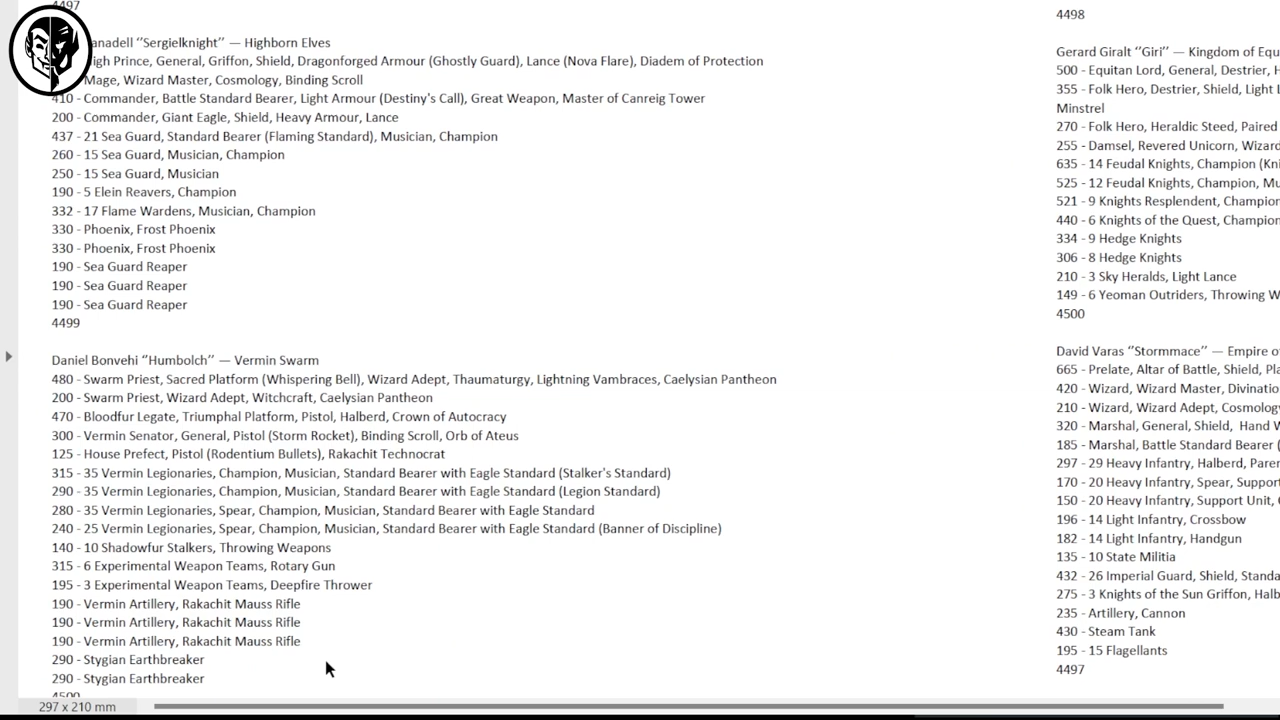 4497
anadell “Sergielknight” — Highborn Elves
igh Prince, General, Griffon, Shield, Dragonforged Armour (Ghostly Guard), Lance (Nova Flare), Diadem of Protection
Mage, Wizard Master, Cosmology, Binding Scroll
410 - Commander, Battle Standard Bearer, Light Armour (Destiny's Call), Great Weapon, Master of Canreig Tower
200 - Commander, Giant Eagle, Shield, Heavy Armour, Lance
437 - 21 Sea Guard, Standard Bearer (Flaming Standard), Musician, Champion
260 - 15 Sea Guard, Musician, Champion
250 - 15 Sea Guard, Musician
190 - 5 Elein Reavers, Champion
332 - 17 Flame Wardens, Musician, Champion
330 - Phoenix, Frost Phoenix
330 - Phoenix, Frost Phoenix
190 - Sea Guard Reaper
190 - Sea Guard Reaper
190 - Sea Guard Reaper
4499
Daniel Bonvehi “Humbolch” — Vermin Swarm
480 - Swarm Priest, Sacred Platform (Whispering Bell), Wizard Adept, Thaumaturgy, Lightning Vambraces, Caelysian Pantheon
200 - Swarm Priest, Wizard Adept, Witchcraft, Caelysian Pantheon
470 - Bloodfur Legate, Triumphal Platform, Pistol, Halberd, Crown of Autocracy
300 - Vermin Senator, General, Pistol (Storm Rocket), Binding Scroll, Orb of Ateus
125 - House Prefect, Pistol (Rodentium Bullets), Rakachit Technocrat
315 - 35 Vermin Legionaries, Champion, Musician, Standard Bearer with Eagle Standard (Stalker's Standard)
290 - 35 Vermin Legionaries, Champion, Musician, Standard Bearer with Eagle Standard (Legion Standard)
280 - 35 Vermin Legionaries, Spear, Champion, Musician, Standard Bearer with Eagle Standard
240 - 25 Vermin Legionaries, Spear, Champion, Musician, Standard Bearer with Eagle Standard (Banner of Discipline)
140 - 10 Shadowfur Stalkers, Throwing Weapons
315 - 6 Experimental Weapon Teams, Rotary Gun
195 - 3 Experimental Weapon Teams, Deepfire Thrower
190 - Vermin Artillery, Rakachit Mauss Rifle
190 - Vermin Artillery, Rakachit Mauss Rifle
190 - Vermin Artillery, Rakachit Mauss Rifle
290 - Stygian Earthbreaker
290 - Stygian Earthbreaker
4500
4498
Gerard Giralt “Giri” — Kingdom of Equ
500 - Equitan Lord, General, Destrier, H
355 - Folk Hero, Destrier, Shield, Light L
Minstrel
270 - Folk Hero, Heraldic Steed, Paired
255 - Damsel, Revered Unicorn, Wizard
635 - 14 Feudal Knights, Champion (Kni
525 - 12 Feudal Knights, Champion, Mu
521 - 9 Knights Resplendent, Champion
440 - 6 Knights of the Quest, Champion
334 - 9 Hedge Knights
306 - 8 Hedge Knights
210 - 3 Sky Heralds, Light Lance
149 - 6 Yeoman Outriders, Throwing W
4500
David Varas “Stormmace” — Empire o
665 - Prelate, Altar of Battle, Shield, Pla
420 - Wizard, Wizard Master, Divinatio
210 - Wizard, Wizard Adept, Cosmology
320 - Marshal, General, Shield, Hand W
185 - Marshal, Battle Standard Bearer (
297 - 29 Heavy Infantry, Halberd, Paren
170 - 20 Heavy Infantry, Spear, Support
150 - 20 Heavy Infantry, Support Unit,
196 - 14 Light Infantry, Crossbow
182 - 14 Light Infantry, Handgun
135 - 10 State Militia
432 - 26 Imperial Guard, Shield, Standa
275 - 3 Knights of the Sun Griffon, Halb
235 - Artillery, Cannon
430 - Steam Tank
195 - 15 Flagellants
4497
297 x 210 mm